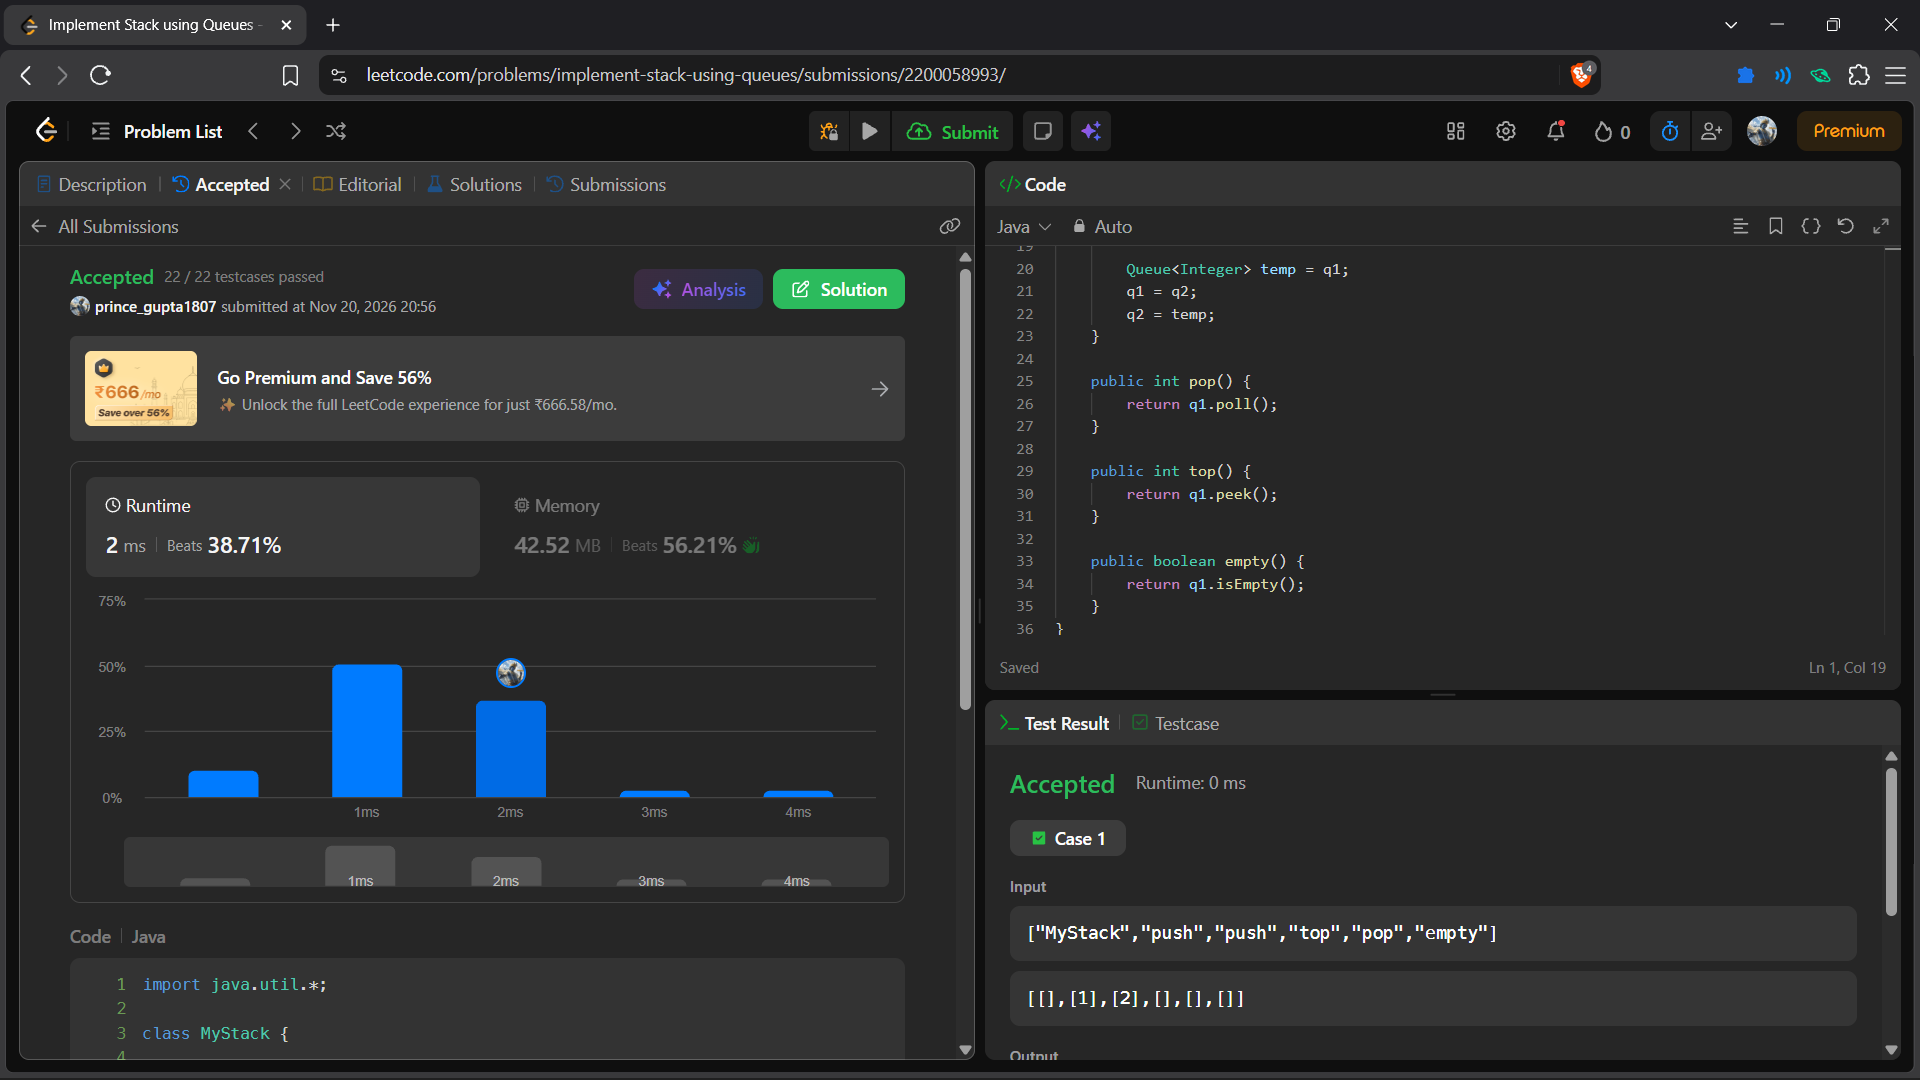 Implement Stack using Queues -
leetcode.com/problems/implement-stack-using-queues/submissions/2200058993/
4
Problem List
Submit
0
Premium
Description
Accepted
Editorial
Solutions
Submissions
All Submissions
Accepted 22 / 22 testcases passed
prince_gupta1807 submitted at Nov 20, 2026 20:56
Analysis
Solution
₹666/mo
Save over 56%
Go Premium and Save 56%
✨ Unlock the full LeetCode experience for just ₹666.58/mo.
Runtime
2 ms Beats 38.71%
Memory
42.52 MB Beats 56.21%
75%
50%
25%
0%
1ms 2ms 3ms 4ms
1ms 2ms 3ms 4ms
Code Java
1 import java.util.*;
2
3 class MyStack {
4
Code
Java Auto
19
20 Queue<Integer> temp = q1;
21 q1 = q2;
22 q2 = temp;
23 }
24
25 public int pop() {
26 return q1.poll();
27 }
28
29 public int top() {
30 return q1.peek();
31 }
32
33 public boolean empty() {
34 return q1.isEmpty();
35 }
36 }
Saved
Ln 1, Col 19
Test Result
Testcase
Accepted Runtime: 0 ms
Case 1
Input
["MyStack","push","push","top","pop","empty"]
[[],[1],[2],[],[],[]]
Output